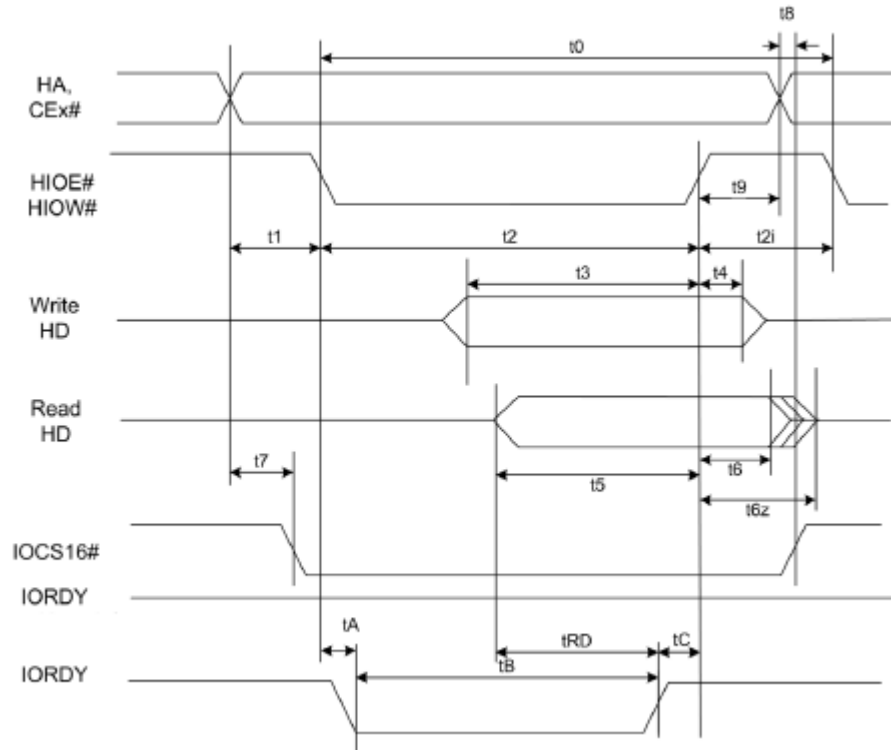 t8
t0
HA,
CEx#
HIOE#
HIOW#
t9
t1
t2
t2i
t3
t4
Write
HD
Read
HD
t7
t5
t6
t6z
IOCS16#
IORDY
tA
tRD
tC
tB
IORDY